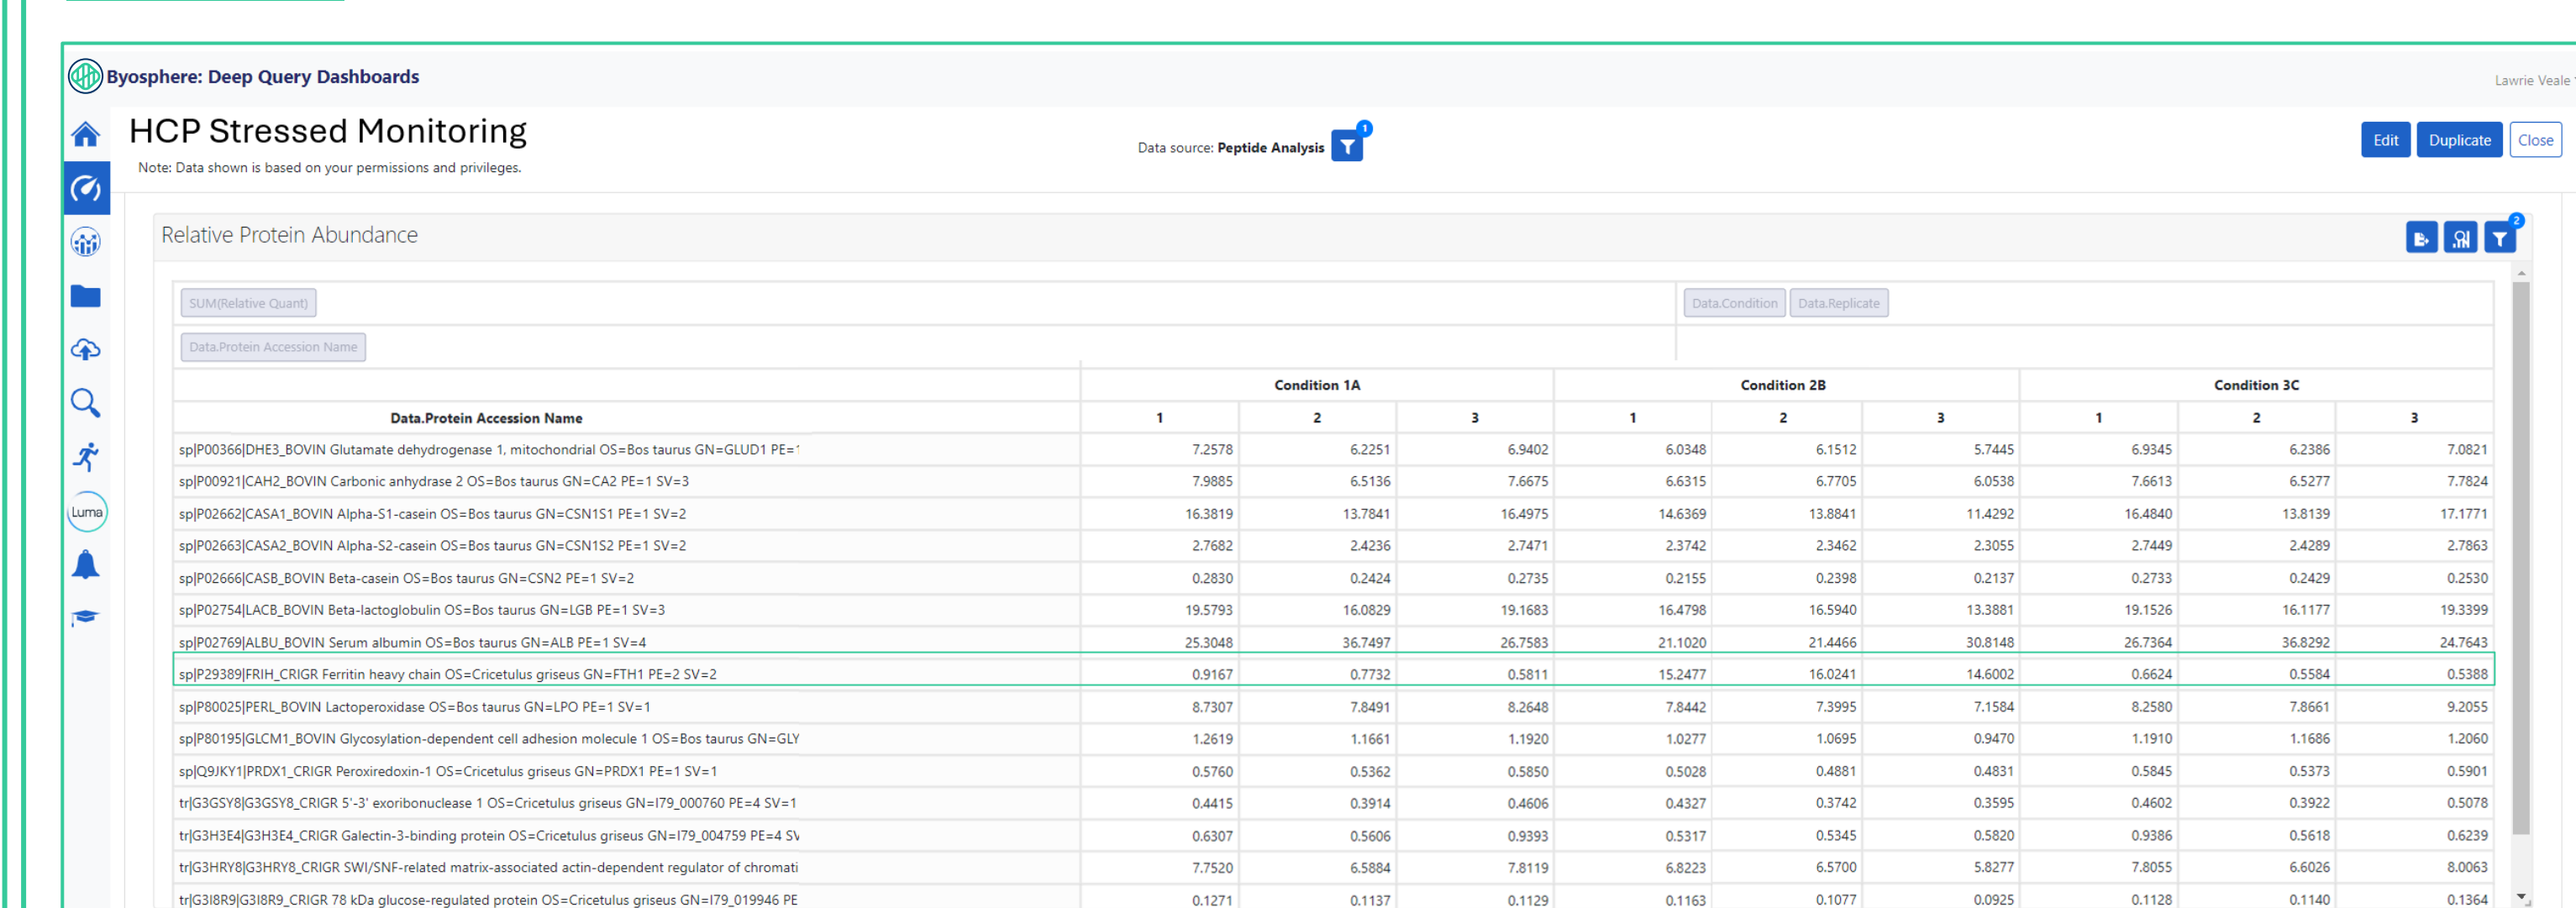 Byosphere: Deep Query Dashboards
Lawrie Veale
HCP Stressed Monitoring
Note: Data shown is based on your permissions and privileges.
Data source: Peptide Analysis 1
Edit Duplicate Close
Luma
Relative Protein Abundance
2
SUM(Relative Quant) Data.Condition Data.Replicate
Data.Protein Accession Name
Condition 1A Condition 2B Condition 3C
Data.Protein Accession Name 1 2 3 1 2 3 1 2 3
sp|P00366|DHE3_BOVIN Glutamate dehydrogenase 1, mitochondrial OS=Bos taurus GN=GLUD1 PE=1 7.2578 6.2251 6.9402 6.0348 6.1512 5.7445 6.9345 6.2386 7.0821
sp|P00921|CAH2_BOVIN Carbonic anhydrase 2 OS=Bos taurus GN=CA2 PE=1 SV=3 7.9885 6.5136 7.6675 6.6315 6.7705 6.0538 7.6613 6.5277 7.7824
sp|P02662|CASA1_BOVIN Alpha-S1-casein OS=Bos taurus GN=CSN1S1 PE=1 SV=2 16.3819 13.7841 16.4975 14.6369 13.8841 11.4292 16.4840 13.8139 17.1771
sp|P02663|CASA2_BOVIN Alpha-S2-casein OS=Bos taurus GN=CSN1S2 PE=1 SV=2 2.7682 2.4236 2.7471 2.3742 2.3462 2.3055 2.7449 2.4289 2.7863
sp|P02666|CASB_BOVIN Beta-casein OS=Bos taurus GN=CSN2 PE=1 SV=2 0.2830 0.2424 0.2735 0.2155 0.2398 0.2137 0.2733 0.2429 0.2530
sp|P02754|LACB_BOVIN Beta-lactoglobulin OS=Bos taurus GN=LGB PE=1 SV=3 19.5793 16.0829 19.1683 16.4798 16.5940 13.3881 19.1526 16.1177 19.3399
sp|P02769|ALBU_BOVIN Serum albumin OS=Bos taurus GN=ALB PE=1 SV=4 25.3048 36.7497 26.7583 21.1020 21.4466 30.8148 26.7364 36.8292 24.7643
sp|P29389|FRIH_CRIGR Ferritin heavy chain OS=Cricetulus griseus GN=FTH1 PE=2 SV=2 0.9167 0.7732 0.5811 15.2477 16.0241 14.6002 0.6624 0.5584 0.5388
sp|P80025|PERL_BOVIN Lactoperoxidase OS=Bos taurus GN=LPO PE=1 SV=1 8.7307 7.8491 8.2648 7.8442 7.3995 7.1584 8.2580 7.8661 9.2055
sp|P80195|GLCM1_BOVIN Glycosylation-dependent cell adhesion molecule 1 OS=Bos taurus GN=GLY 1.2619 1.1661 1.1920 1.0277 1.0695 0.9470 1.1910 1.1686 1.2060
sp|Q9JKY1|PRDX1_CRIGR Peroxiredoxin-1 OS=Cricetulus griseus GN=PRDX1 PE=1 SV=1 0.5760 0.5362 0.5850 0.5028 0.4881 0.4831 0.5845 0.5373 0.5901
tr|G3GSY8|G3GSY8_CRIGR 5'-3' exoribonuclease 1 OS=Cricetulus griseus GN=I79_000760 PE=4 SV=1 0.4415 0.3914 0.4606 0.4327 0.3742 0.3595 0.4602 0.3922 0.5078
tr|G3H3E4|G3H3E4_CRIGR Galectin-3-binding protein OS=Cricetulus griseus GN=I79_004759 PE=4 SV 0.6307 0.5606 0.9393 0.5317 0.5345 0.5820 0.9386 0.5618 0.6239
tr|G3HRY8|G3HRY8_CRIGR SWI/SNF-related matrix-associated actin-dependent regulator of chromati 7.7520 6.5884 7.8119 6.8223 6.5700 5.8277 7.8055 6.6026 8.0063
tr|G3I8R9|G3I8R9_CRIGR 78 kDa glucose-regulated protein OS=Cricetulus griseus GN=I79_019946 PE 0.1271 0.1137 0.1129 0.1163 0.1077 0.0925 0.1128 0.1140 0.1364